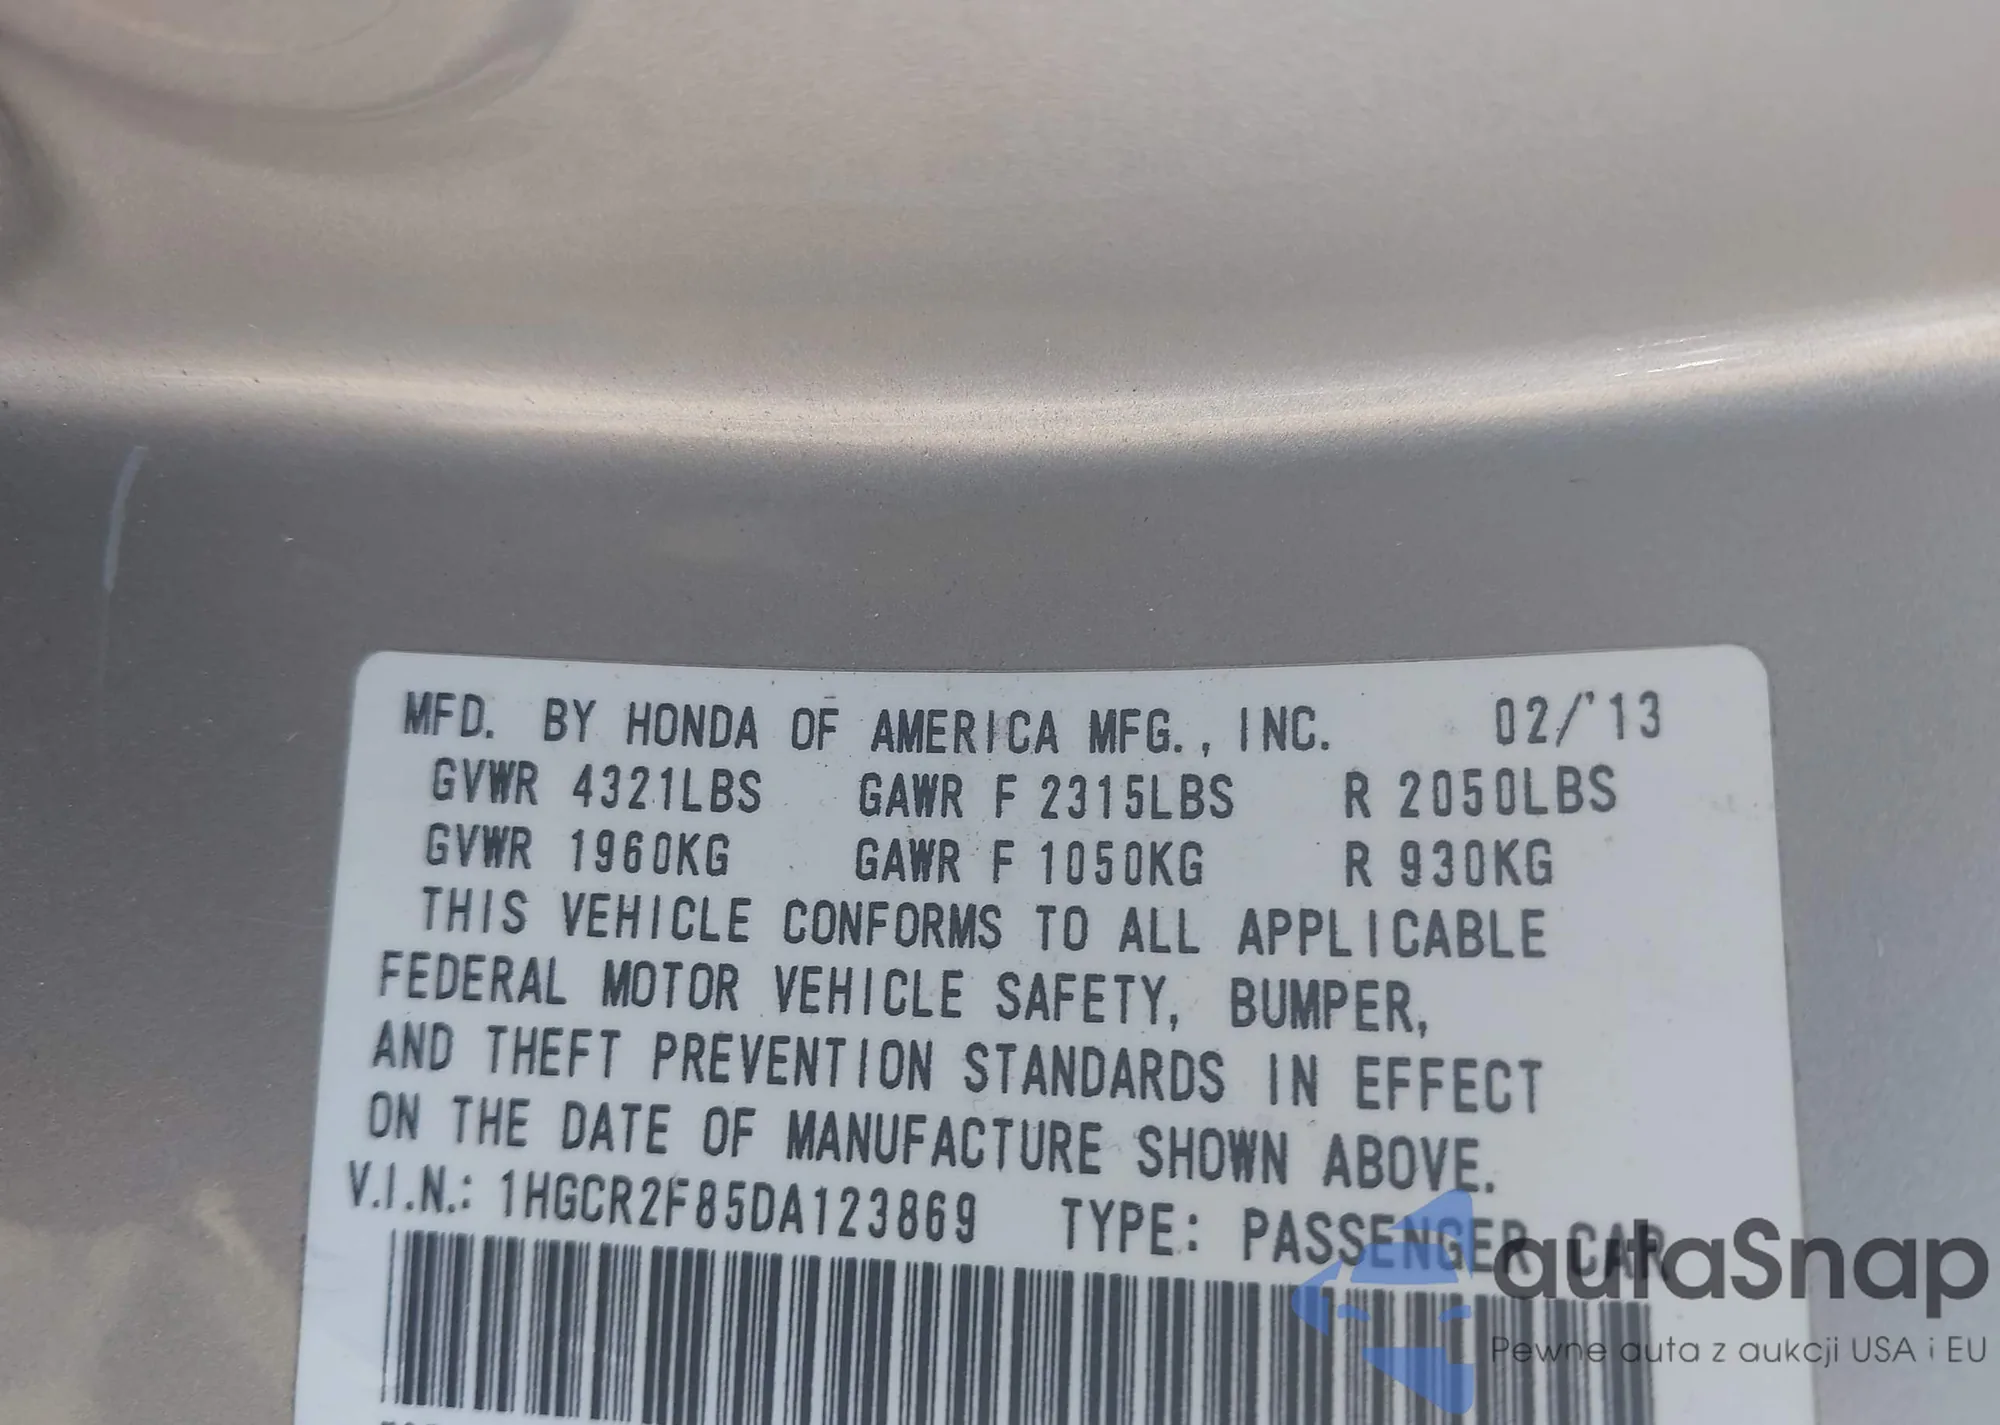 MFD. BY HONDA OF AMERICA MFG., INC. 02/'13
GVWR 4321LBS GAWR F 2315LBS R 2050LBS
GVWR 1960KG GAWR F 1050KG R 930KG
THIS VEHICLE CONFORMS TO ALL APPLICABLE
FEDERAL MOTOR VEHICLE SAFETY, BUMPER,
AND THEFT PREVENTION STANDARDS IN EFFECT
ON THE DATE OF MANUFACTURE SHOWN ABOVE.
V.I.N.: 1HGCR2F85DA123869 TYPE: PASSENGER CAR
autaSnap
Pewne auta z aukcji USA i EU